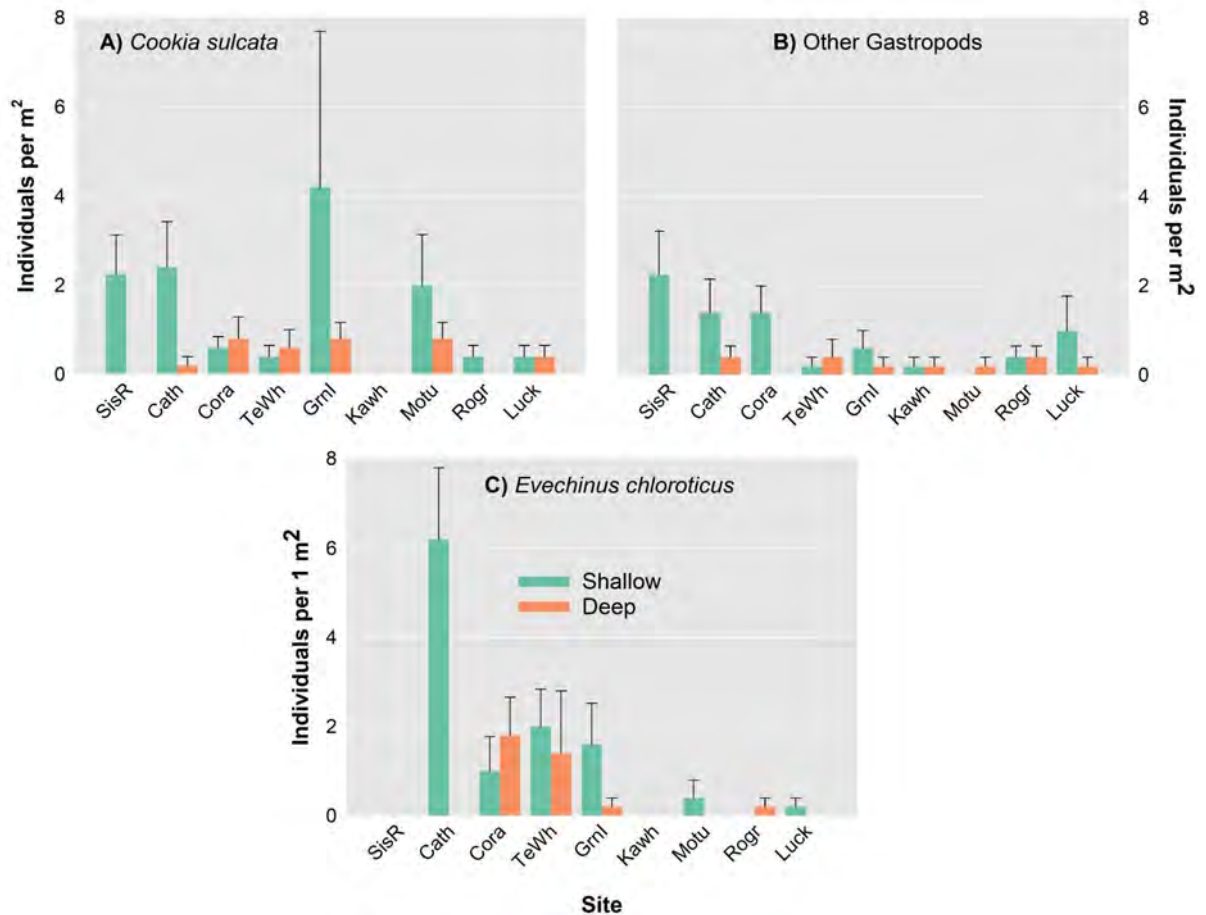 A) Cookia sulcata
Individuals per m²
8
6
4
2
0
SisR Cath Cora TeWh GrnI Kawh Motu Rogr Luck
B) Other Gastropods
Individuals per m²
8
6
4
2
0
SisR Cath Cora TeWh GrnI Kawh Motu Rogr Luck
C) Evechinus chloroticus
Individuals per 1 m²
8
6
4
2
0
Shallow
Deep
SisR Cath Cora TeWh GrnI Kawh Motu Rogr Luck
Site